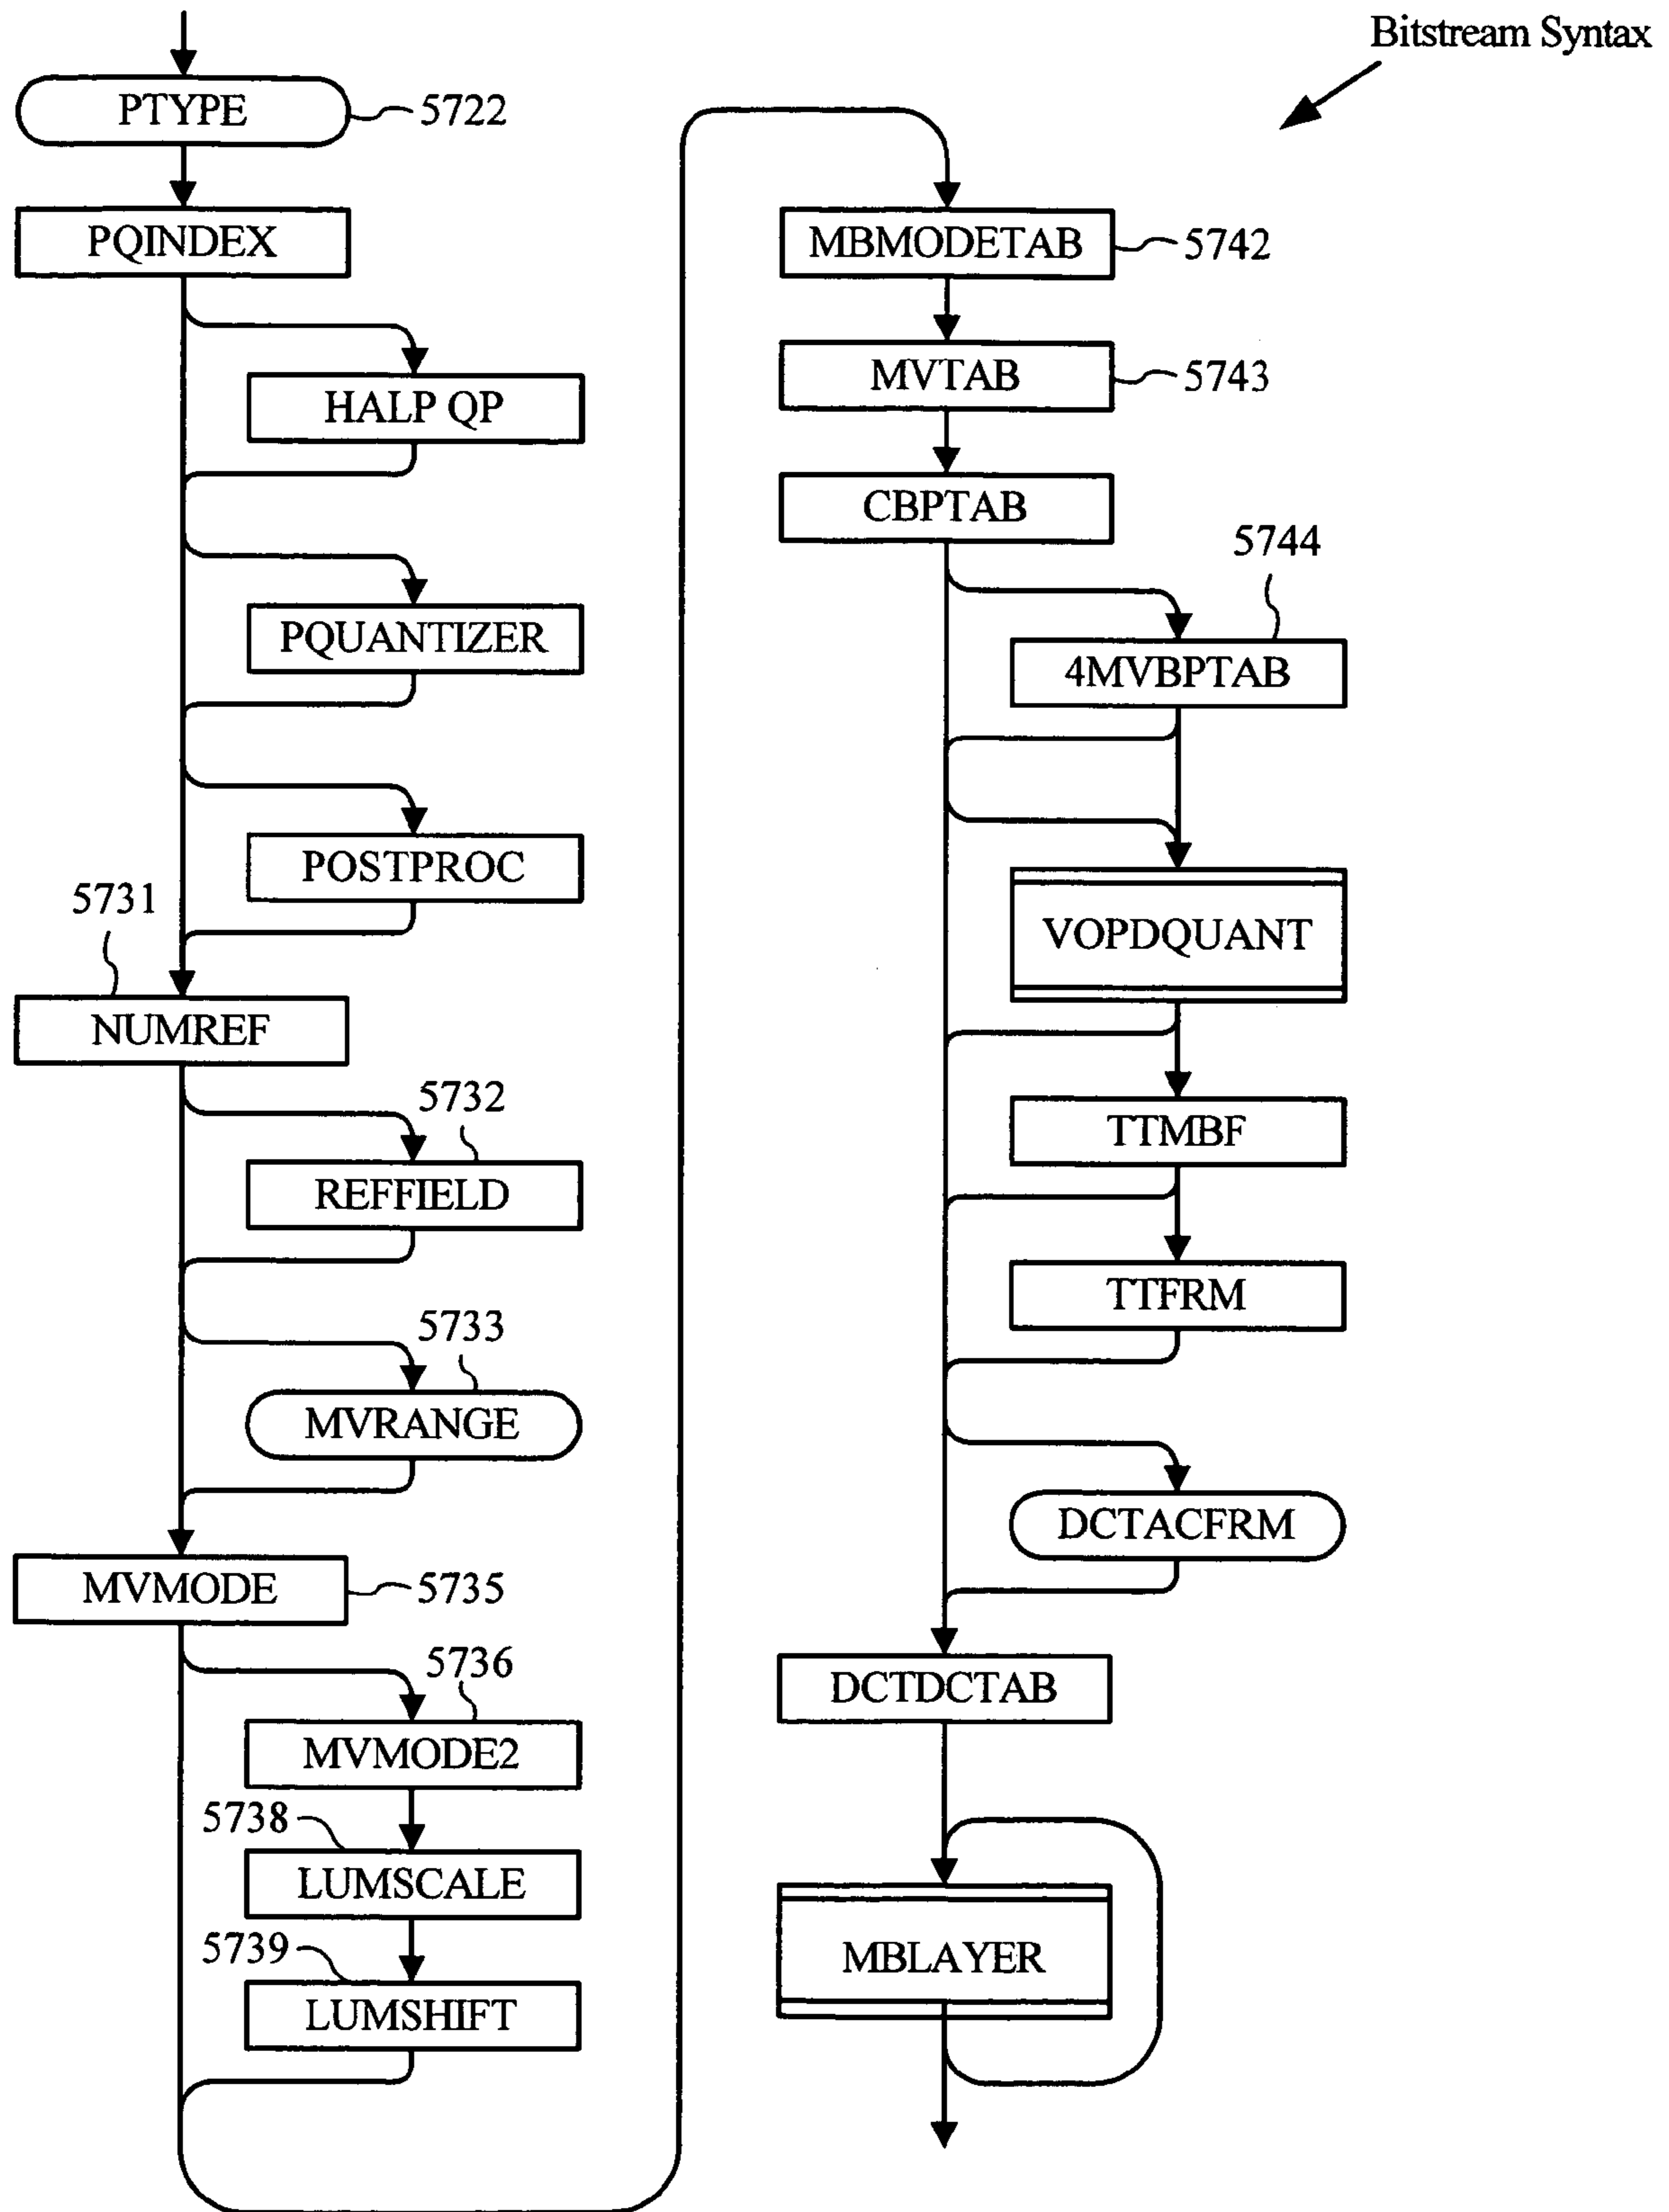 Bitstream Syntax
PTYPE
5722
PQINDEX
HALP QP
PQUANTIZER
POSTPROC
5731
NUMREF
5732
REFFIELD
5733
MVRANGE
MVMODE
5735
5736
MVMODE2
5738
LUMSCALE
5739
LUMSHIFT
MBMODETAB
5742
MVTAB
5743
CBPTAB
5744
4MVBPTAB
VOPDQUANT
TTMBF
TTFRM
DCTACFRM
DCTDCTAB
MBLAYER